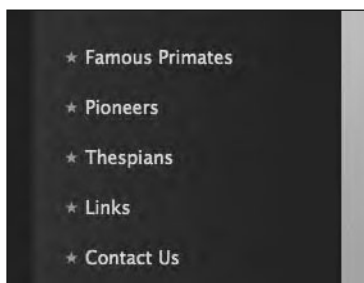 ★ Famous Primates
★ Pioneers
★ Thespians
★ Links
★ Contact Us